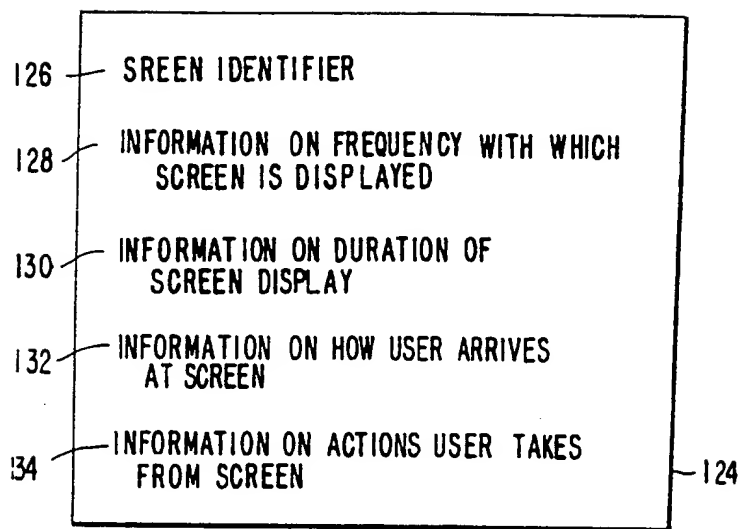 126 SREEN IDENTIFIER
128 INFORMATION ON FREQUENCY WITH WHICH
SCREEN IS DISPLAYED
130 INFORMATION ON DURATION OF
SCREEN DISPLAY
132 INFORMATION ON HOW USER ARRIVES
AT SCREEN
134 INFORMATION ON ACTIONS USER TAKES
FROM SCREEN
124